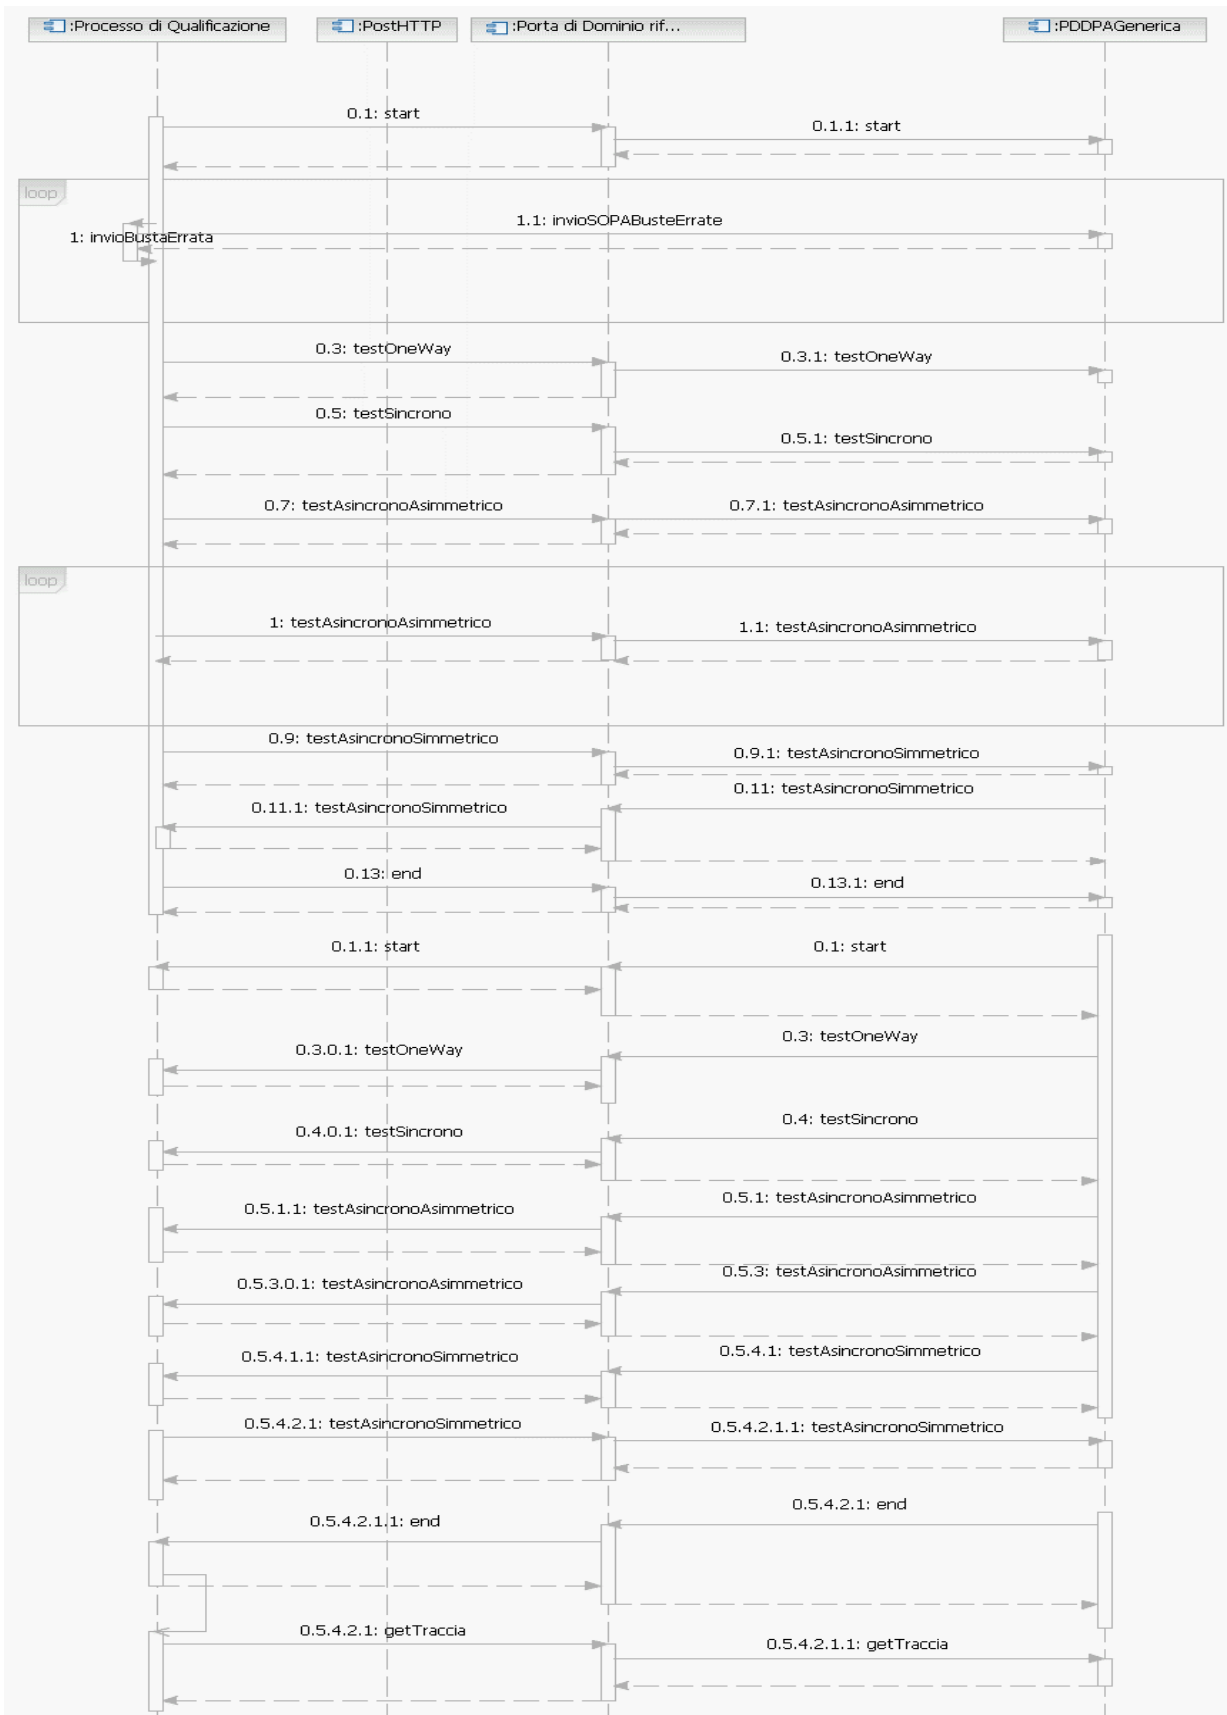 :Processo di Qualificazione :PostHTTP :Porta di Dominio rif... :PDDPAGenerica
0.1: start
0.1.1: start
loop
1.1: invioSOPABusteErrate
1: invioBustaErrata
0.3: testOneWay
0.3.1: testOneWay
0.5: testSincrono
0.5.1: testSincrono
0.7: testAsincronoAsimmetrico 0.7.1: testAsincronoAsimmetrico
loop
1: testAsincronoAsimmetrico
1.1: testAsincronoAsimmetrico
0.9: testAsincronoSimmetrico
0.9.1: testAsincronoSimmetrico
0.11: testAsincronoSimmetrico
0.11.1: testAsincronoSimmetrico
0.13: end
0.13.1: end
0.1.1: start 0.1: start
0.3: testOneWay
0.3.0.1: testOneWay
0.4: testSincrono
0.4.0.1: testSincrono
0.5.1: testAsincronoAsimmetrico
0.5.1.1: testAsincronoAsimmetrico
0.5.3: testAsincronoAsimmetrico
0.5.3.0.1: testAsincronoAsimmetrico
0.5.4.1: testAsincronoSimmetrico
0.5.4.1.1: testAsincronoSimmetrico
0.5.4.2.1: testAsincronoSimmetrico
0.5.4.2.1.1: testAsincronoSimmetrico
0.5.4.2.1: end
0.5.4.2.1.1: end
0.5.4.2.1: getTraccia
0.5.4.2.1.1: getTraccia